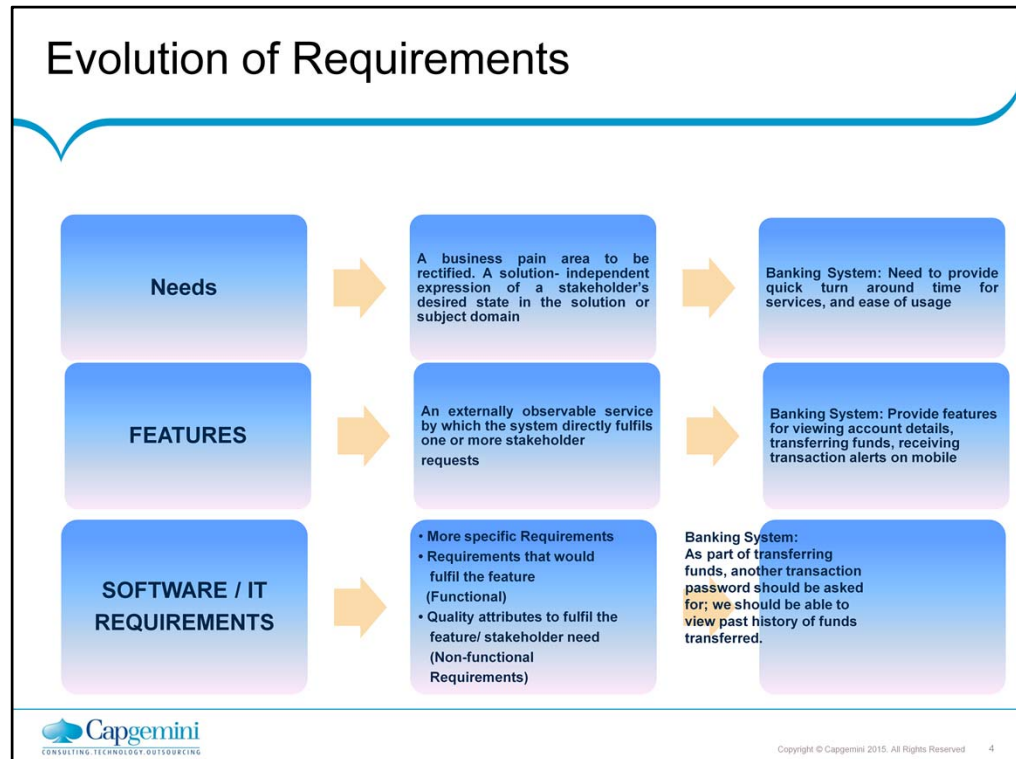 Evolution of Requirements
Needs
A business pain area to be
rectified. A solution- independent
expression of a stakeholder's
desired state in the solution or
subject domain
Banking System: Need to provide
quick turn around time for
services, and ease of usage
FEATURES
An externally observable service
by which the system directly fulfils
one or more stakeholder
requests
Banking System: Provide features
for viewing account details,
transferring funds, receiving
transaction alerts on mobile
SOFTWARE / IT
REQUIREMENTS
• More specific Requirements
• Requirements that would
fulfil the feature
(Functional)
• Quality attributes to fulfil the
feature/ stakeholder need
(Non-functional
Requirements)
Banking System:
As part of transferring
funds, another transaction
password should be asked
for; we should be able to
view past history of funds
transferred.
Capgemini
CONSULTING.TECHNOLOGY.OUTSOURCING
Copyright © Capgemini 2015. All Rights Reserved 4